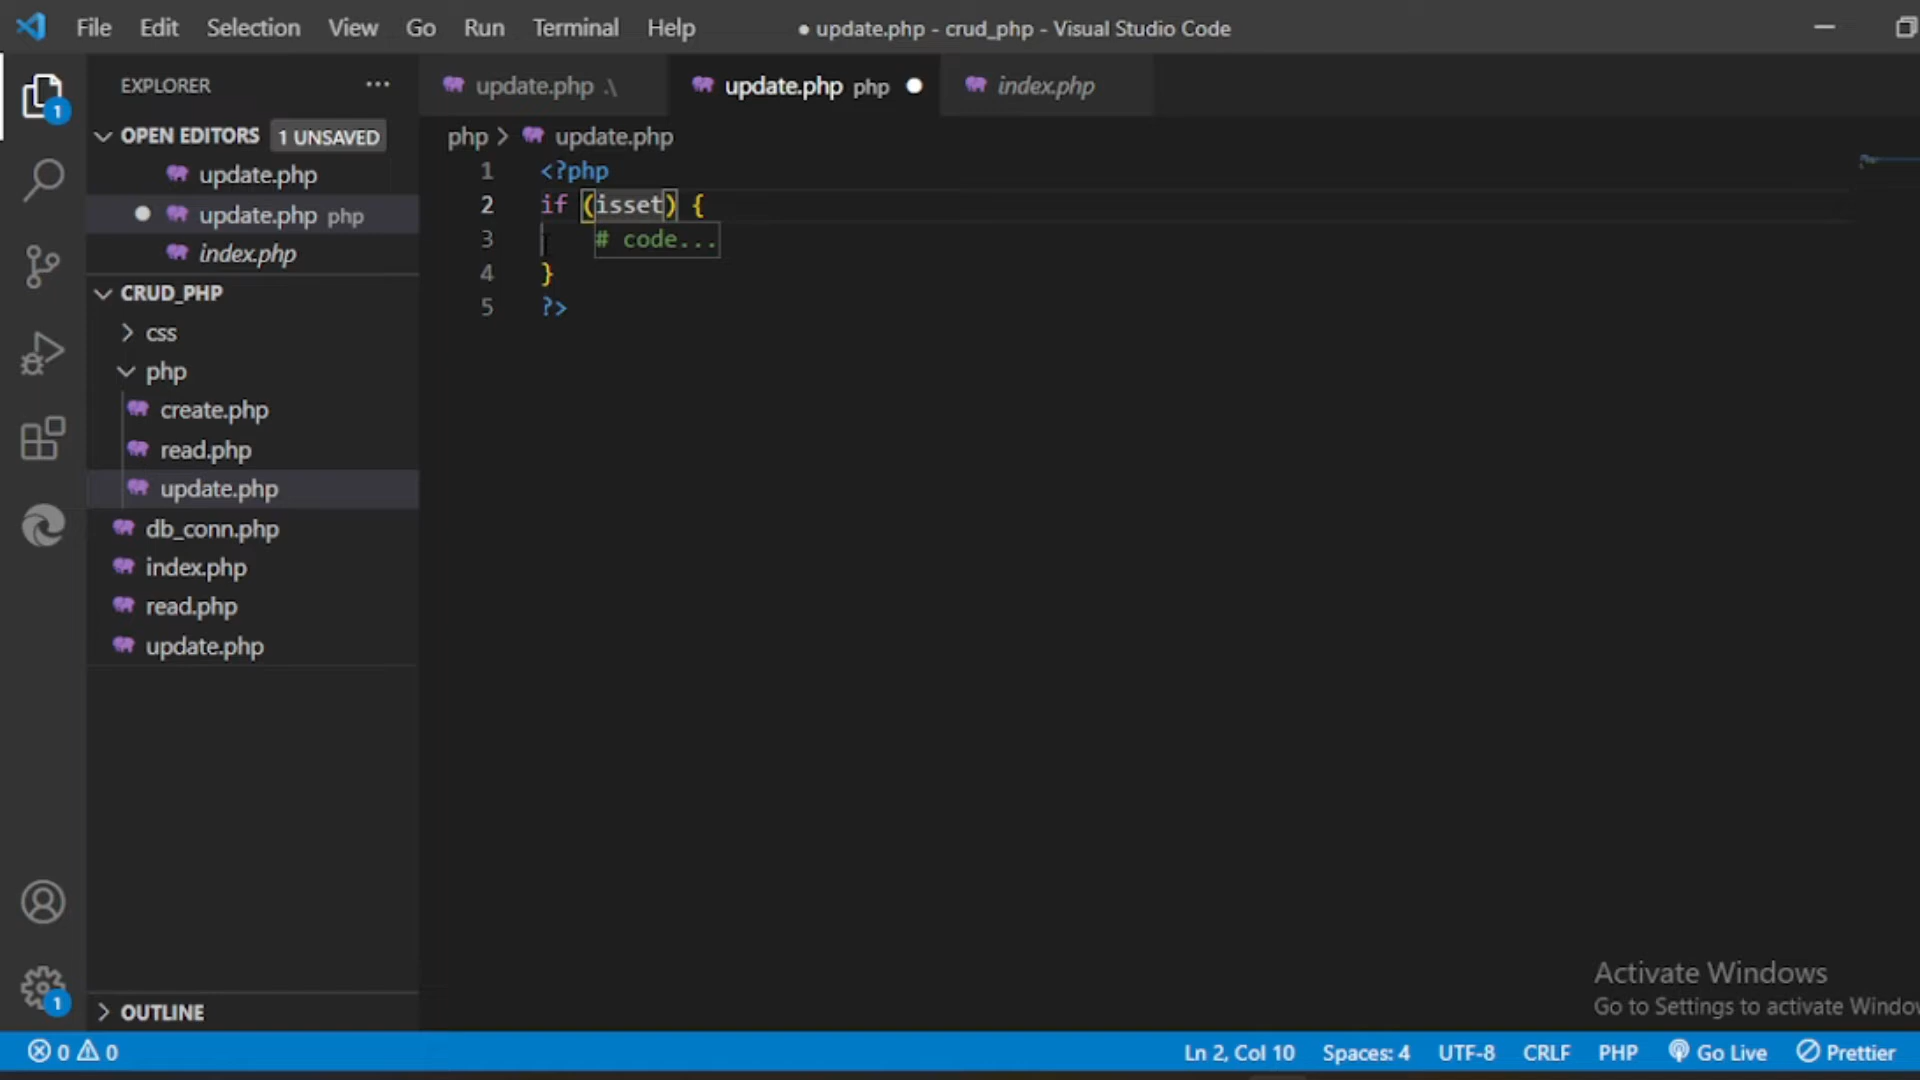 File Edit Selection View Go Run Terminal Help ● update.php - crud_php - Visual Studio Code
EXPLORER ...
update.php .\ update.php php index.php
1
OPEN EDITORS 1 UNSAVED
update.php
update.php php
index.php
php > update.php
1 <?php
2 if (isset) {
3 # code...
4 }
5 ?>
CRUD_PHP
css
php
create.php
read.php
update.php
db_conn.php
index.php
read.php
update.php
OUTLINE
1
Activate Windows
Go to Settings to activate Windo
0 0 Ln 2, Col 10 Spaces: 4 UTF-8 CRLF PHP Go Live Prettier